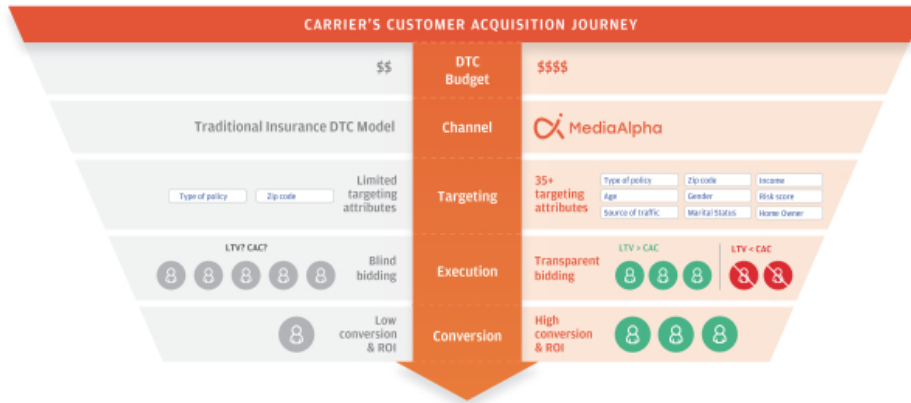 CARRIER'S CUSTOMER ACQUISITION JOURNEY
$$
DTC
Budget
$$$$
Traditional Insurance DTC Model
Channel
MediaAlpha
Type of policy
Zip code
Limited
targeting
attributes
Targeting
35+
targeting
attributes
Type of policy
Zip code
Income
Age
Gender
Risk score
Source of traffic
Marital Status
Home Owner
LTV? CAC?
Blind
bidding
Execution
Transparent
bidding
LTV > CAC
LTV < CAC
Low
conversion
& ROI
Conversion
High
conversion
& ROI